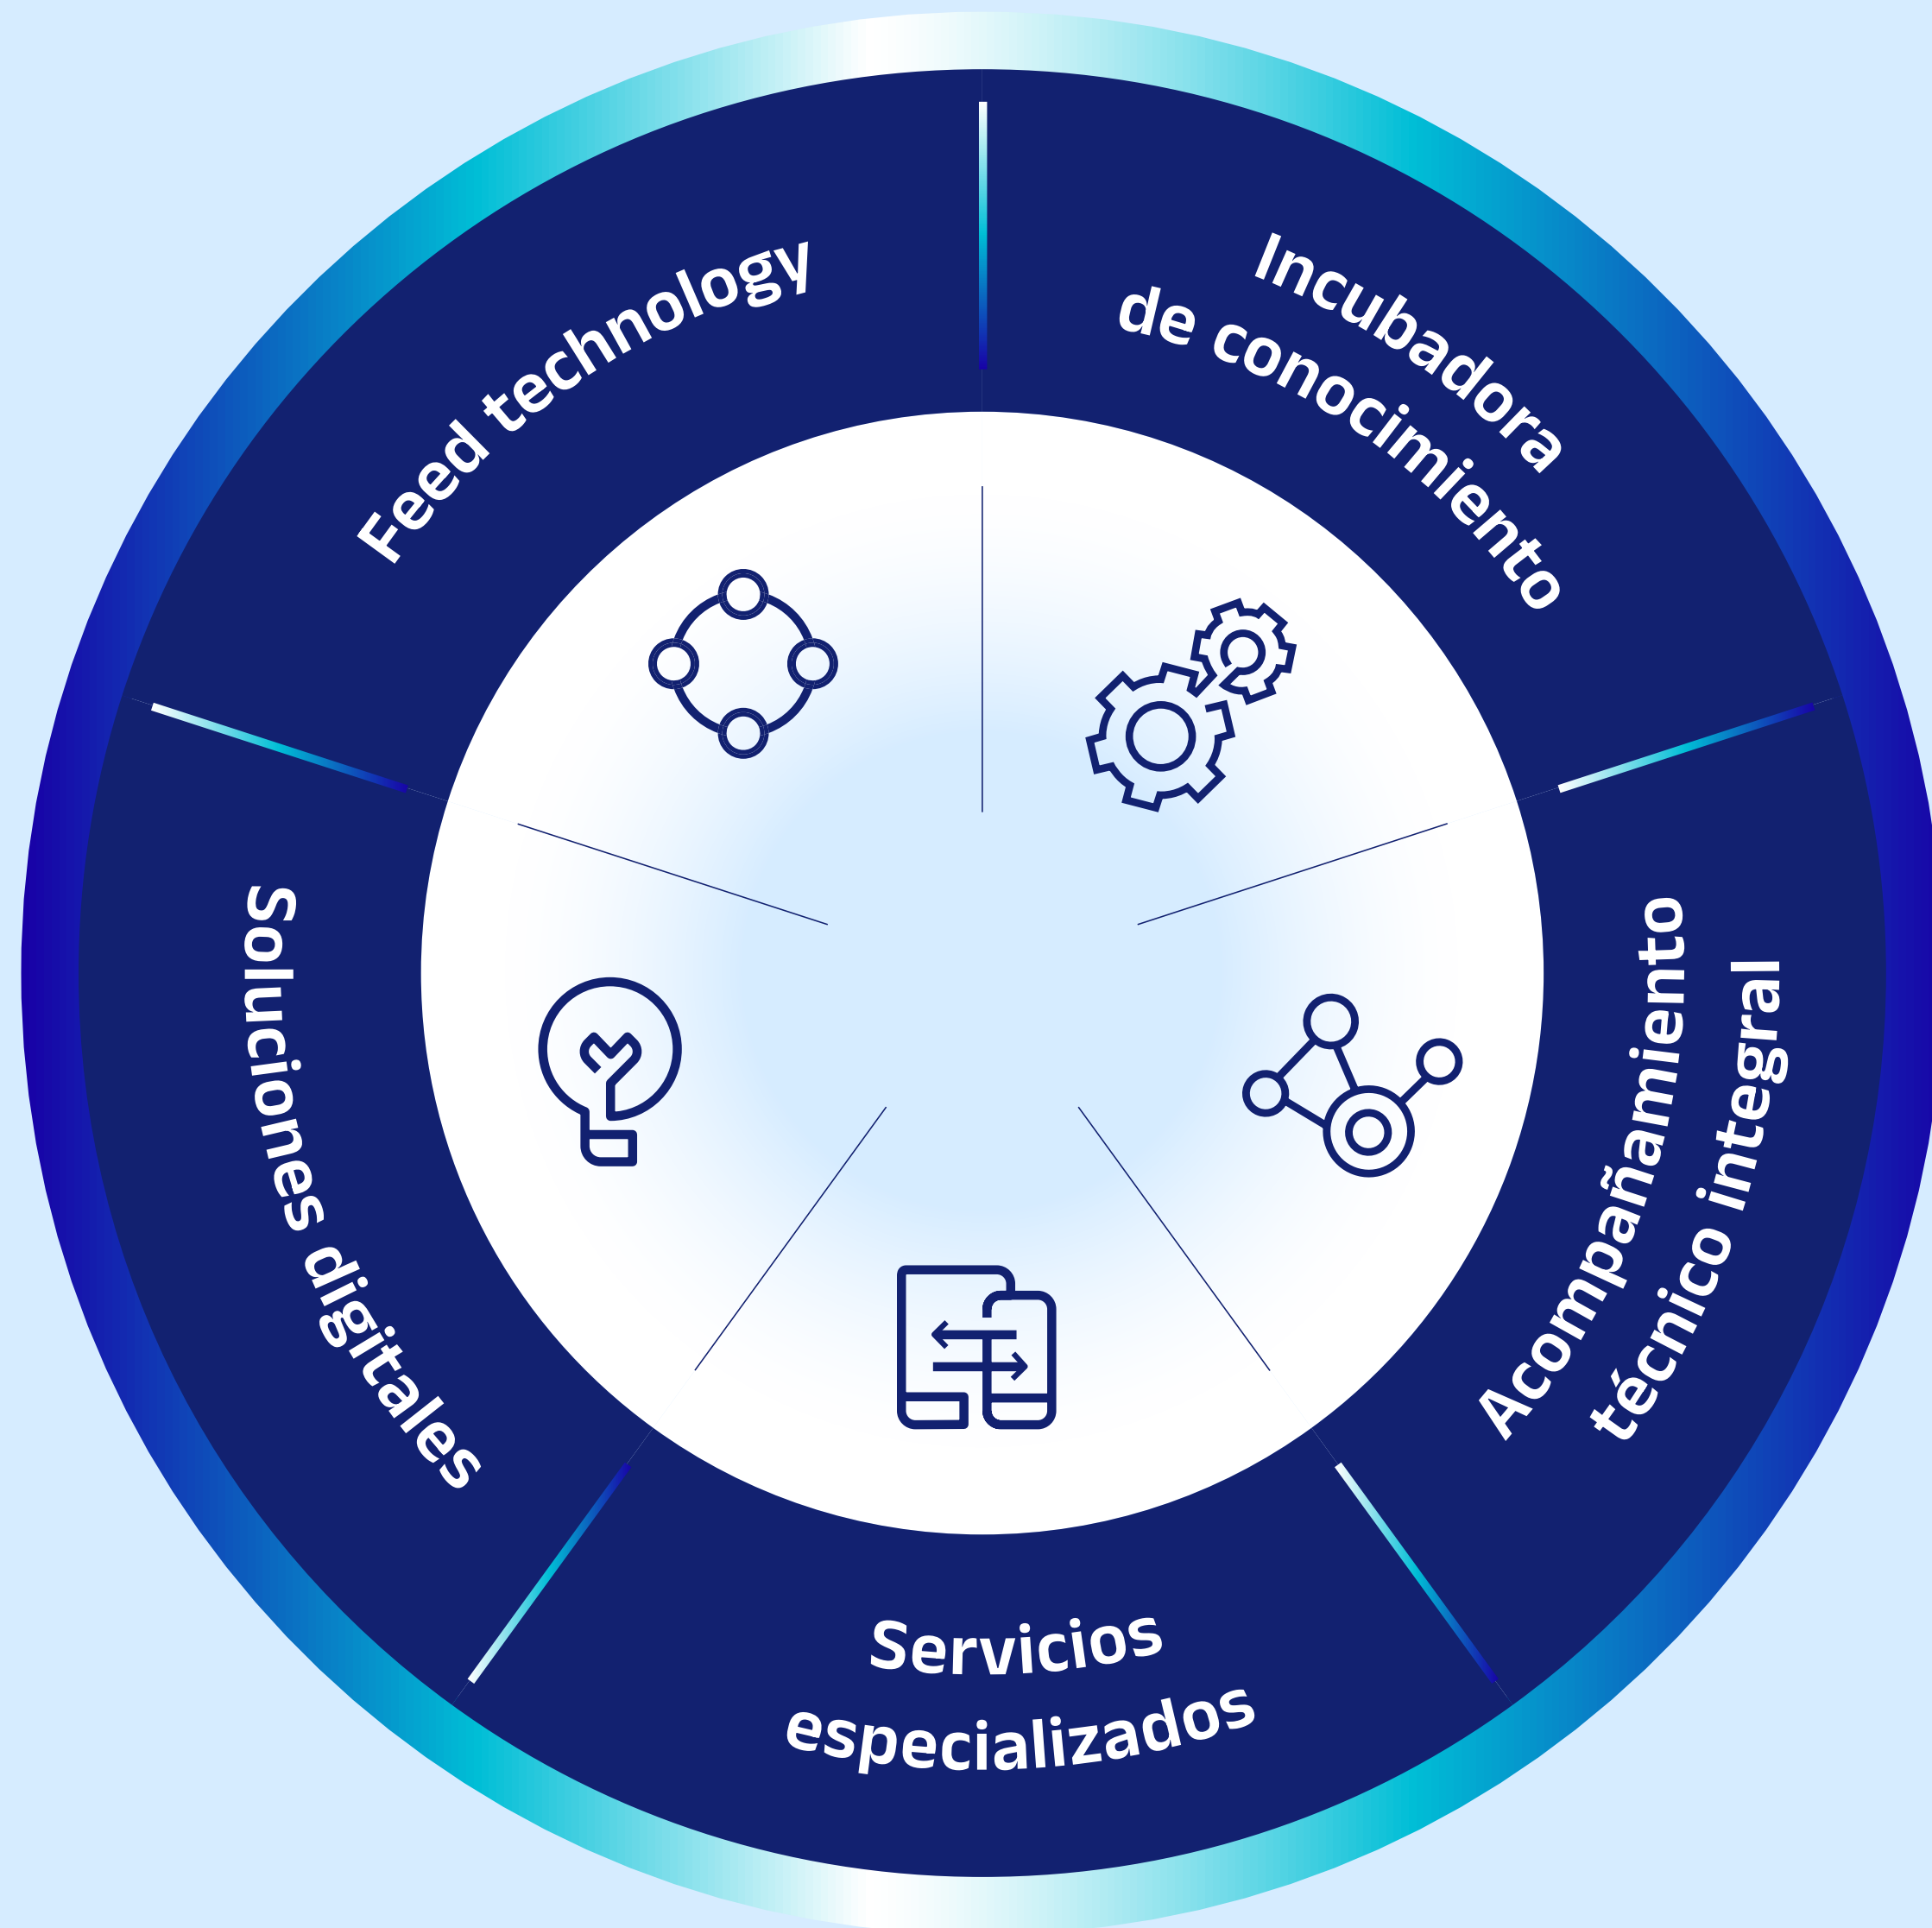 Feed technology
Incubadora
de conocimiento
Acompañamiento
técnico integral
Servicios
especializados
Soluciones digitales